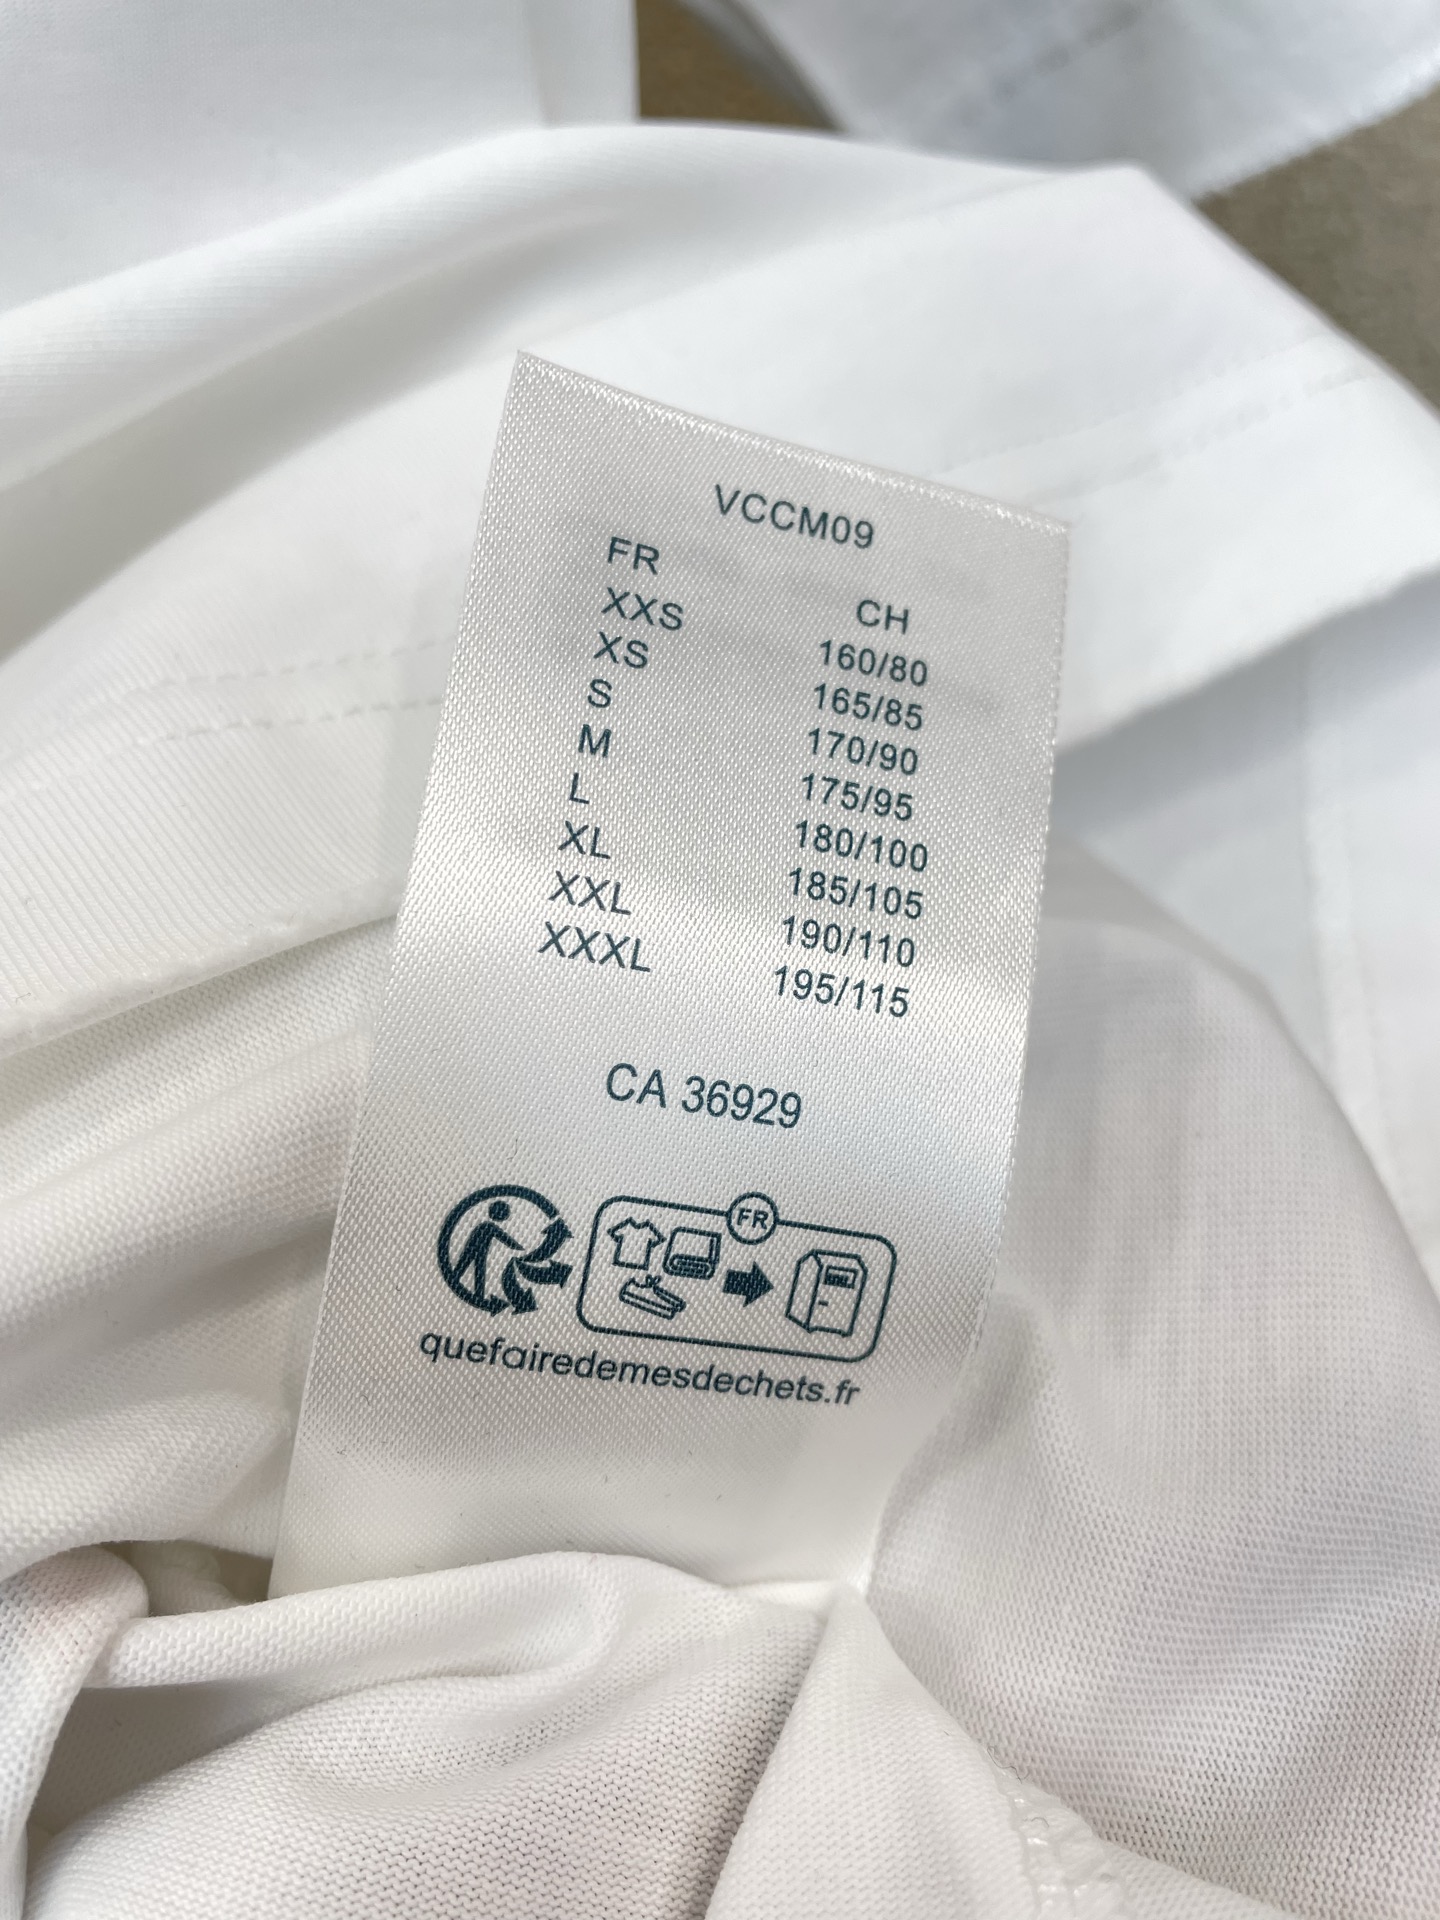 VCCM09
FR CH
XXS 160/80
XS 165/85
S 170/90
M 175/95
L 180/100
XL 185/105
XXL 190/110
XXXL 195/115
CA 36929
FR
quefairedemesdechets.fr